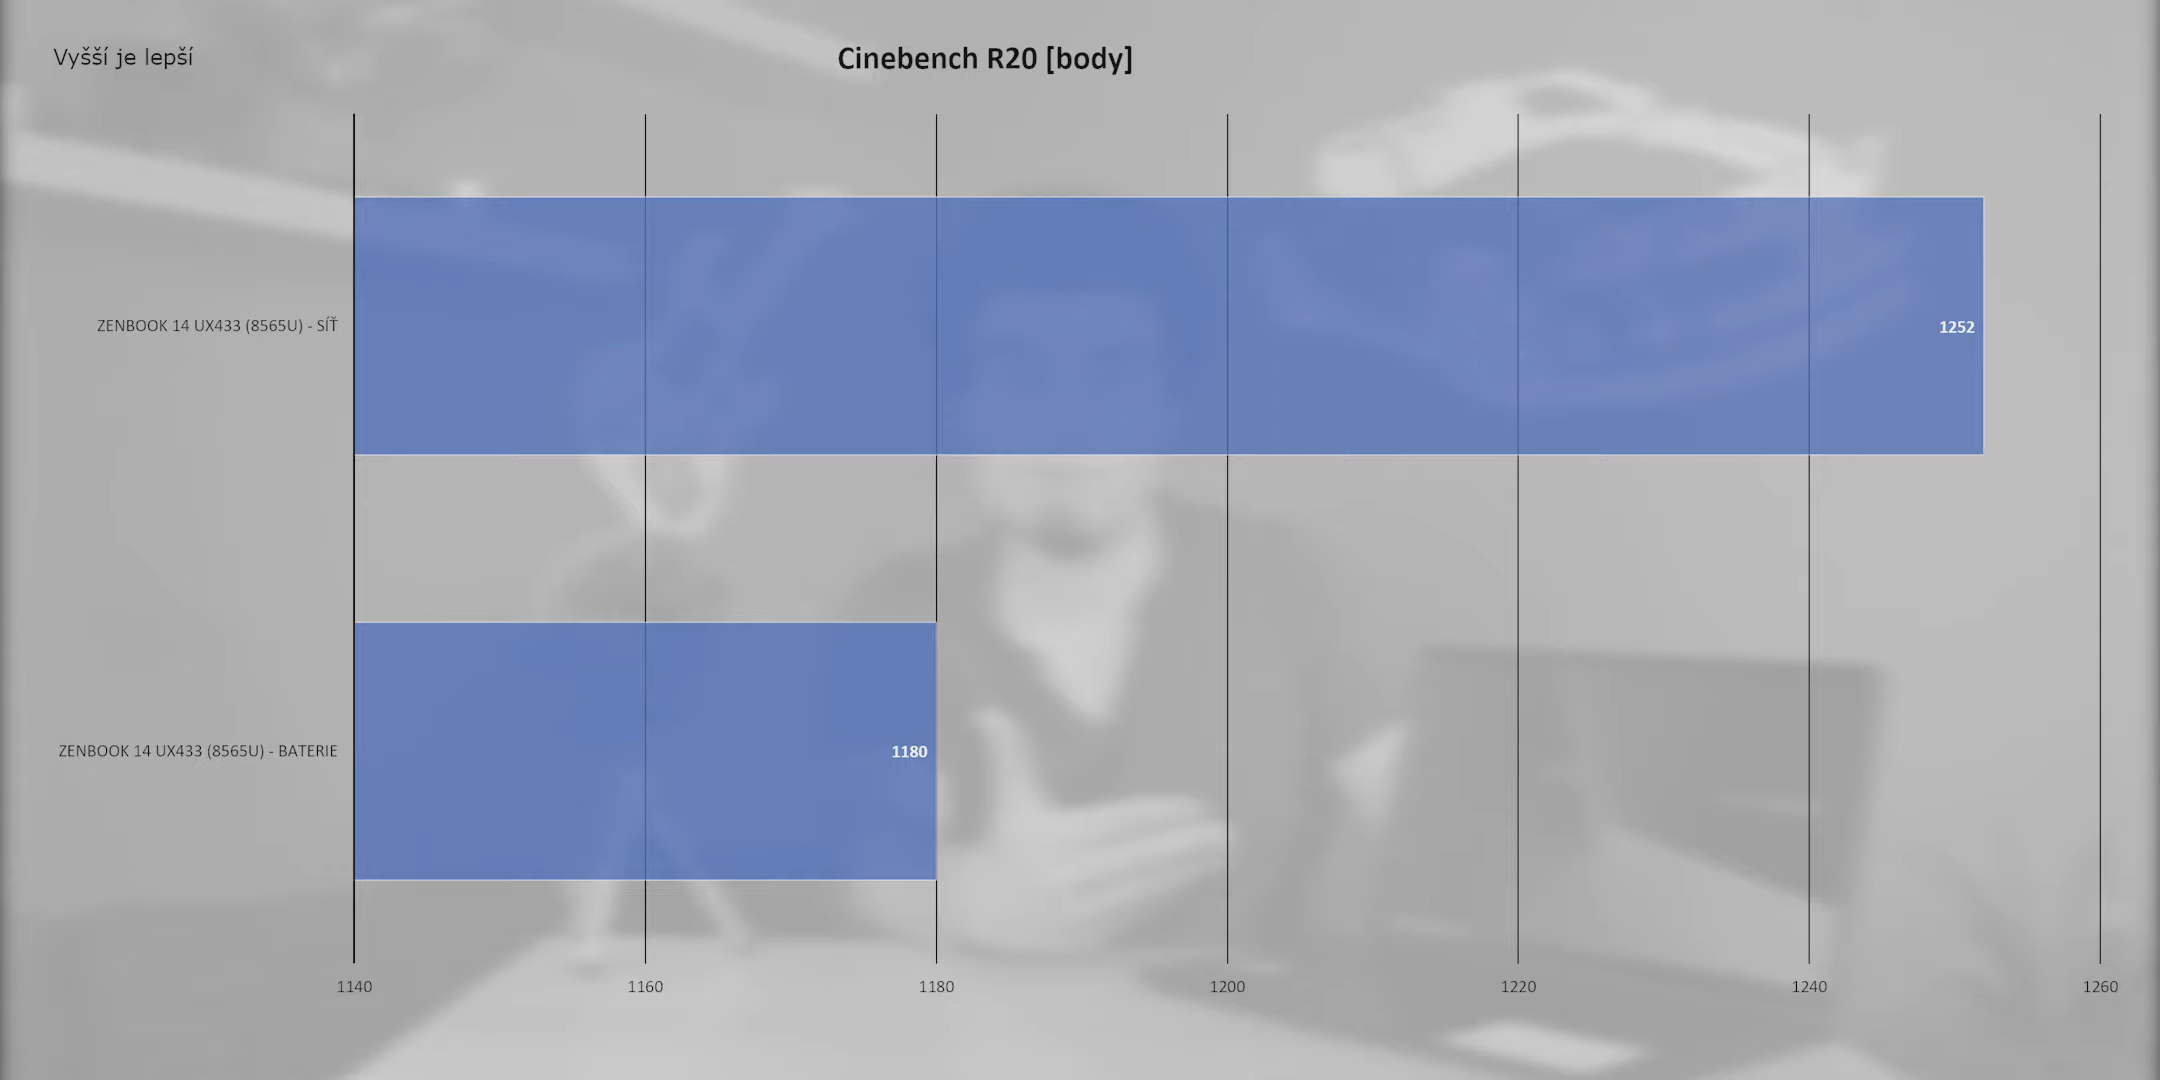 Vyšší je lepší
Cinebench R20 [body]
ZENBOOK 14 UX433 (8565U) - SÍŤ
1252
ZENBOOK 14 UX433 (8565U) - BATERIE
1180
1140 1160 1180 1200 1220 1240 1260